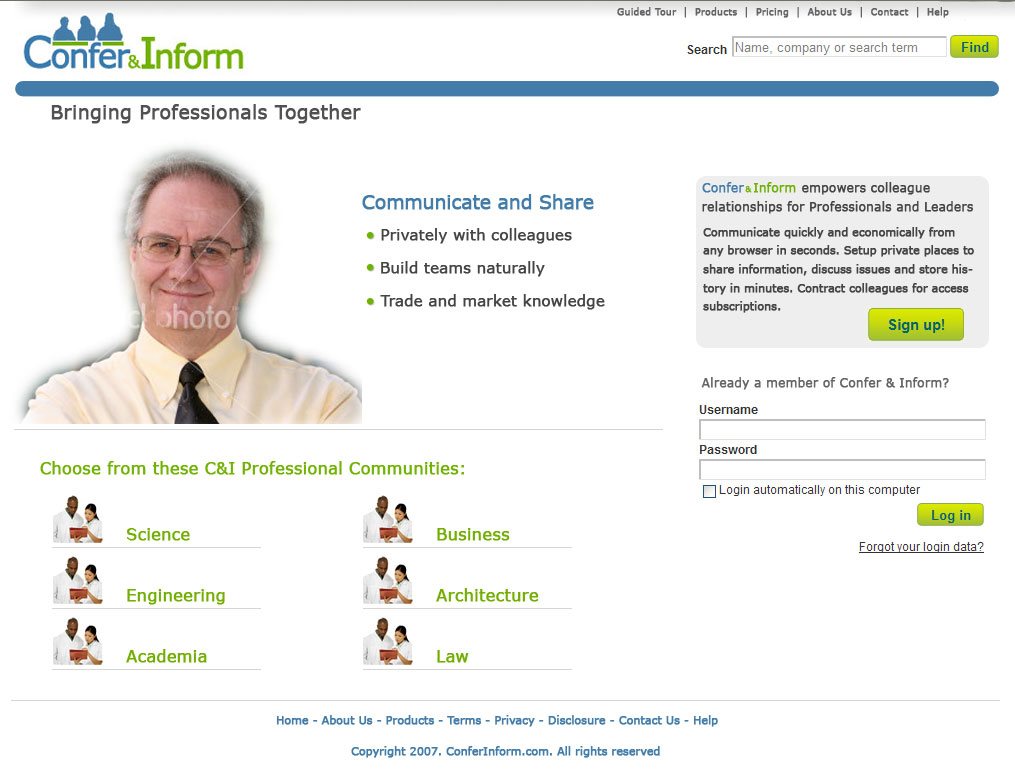 Guided Tour | Products | Pricing | About Us | Contact | Help
Confer&Inform
Search Name, company or search term Find
Bringing Professionals Together
Communicate and Share
Privately with colleagues
Build teams naturally
Trade and market knowledge
Confer&Inform empowers colleague
relationships for Professionals and Leaders
Communicate quickly and economically from
any browser in seconds. Setup private places to
share information, discuss issues and store his-
tory in minutes. Contract colleagues for access
subscriptions.
Sign up!
Already a member of Confer & Inform?
Username
Password
Login automatically on this computer
Log in
Forgot your login data?
Choose from these C&I Professional Communities:
Science
Business
Engineering
Architecture
Academia
Law
Home - About Us - Products - Terms - Privacy - Disclosure - Contact Us - Help
Copyright 2007. ConferInform.com. All rights reserved